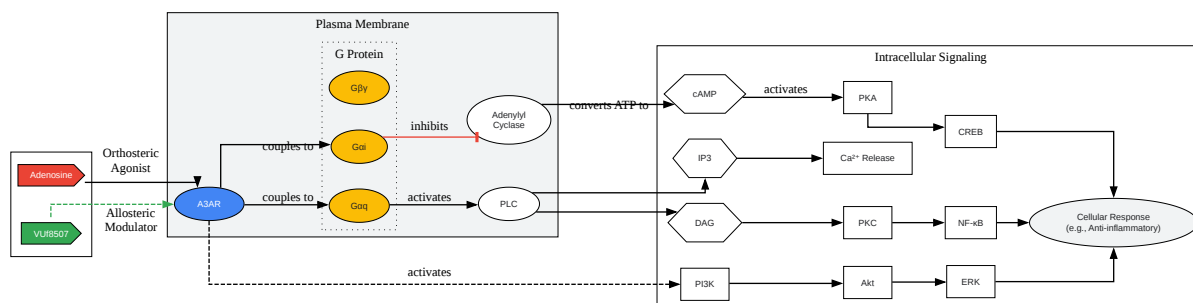 Plasma Membrane
G Protein
Gβγ
Intracellular Signaling
cAMP
activates
PKA
converts ATP to
Adenylyl
Cyclase
inhibits
CREB
Gαi
couples to
IP3
Ca²⁺ Release
Orthosteric
Agonist
Adenosine
A3AR
couples to
Gαq
activates
PLC
Allosteric
Modulator
VUf8507
DAG
PKC
NF-κB
Cellular Response
(e.g., Anti-inflammatory)
activates
PI3K
Akt
ERK